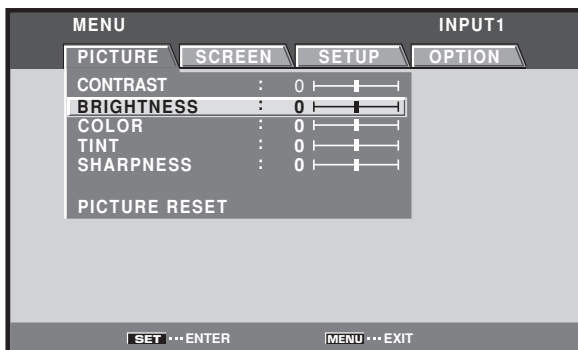 MENU INPUT1
PICTURE SCREEN SETUP OPTION
CONTRAST : 0
BRIGHTNESS : 0
COLOR : 0
TINT : 0
SHARPNESS : 0
PICTURE RESET
SET ··· ENTER MENU ··· EXIT